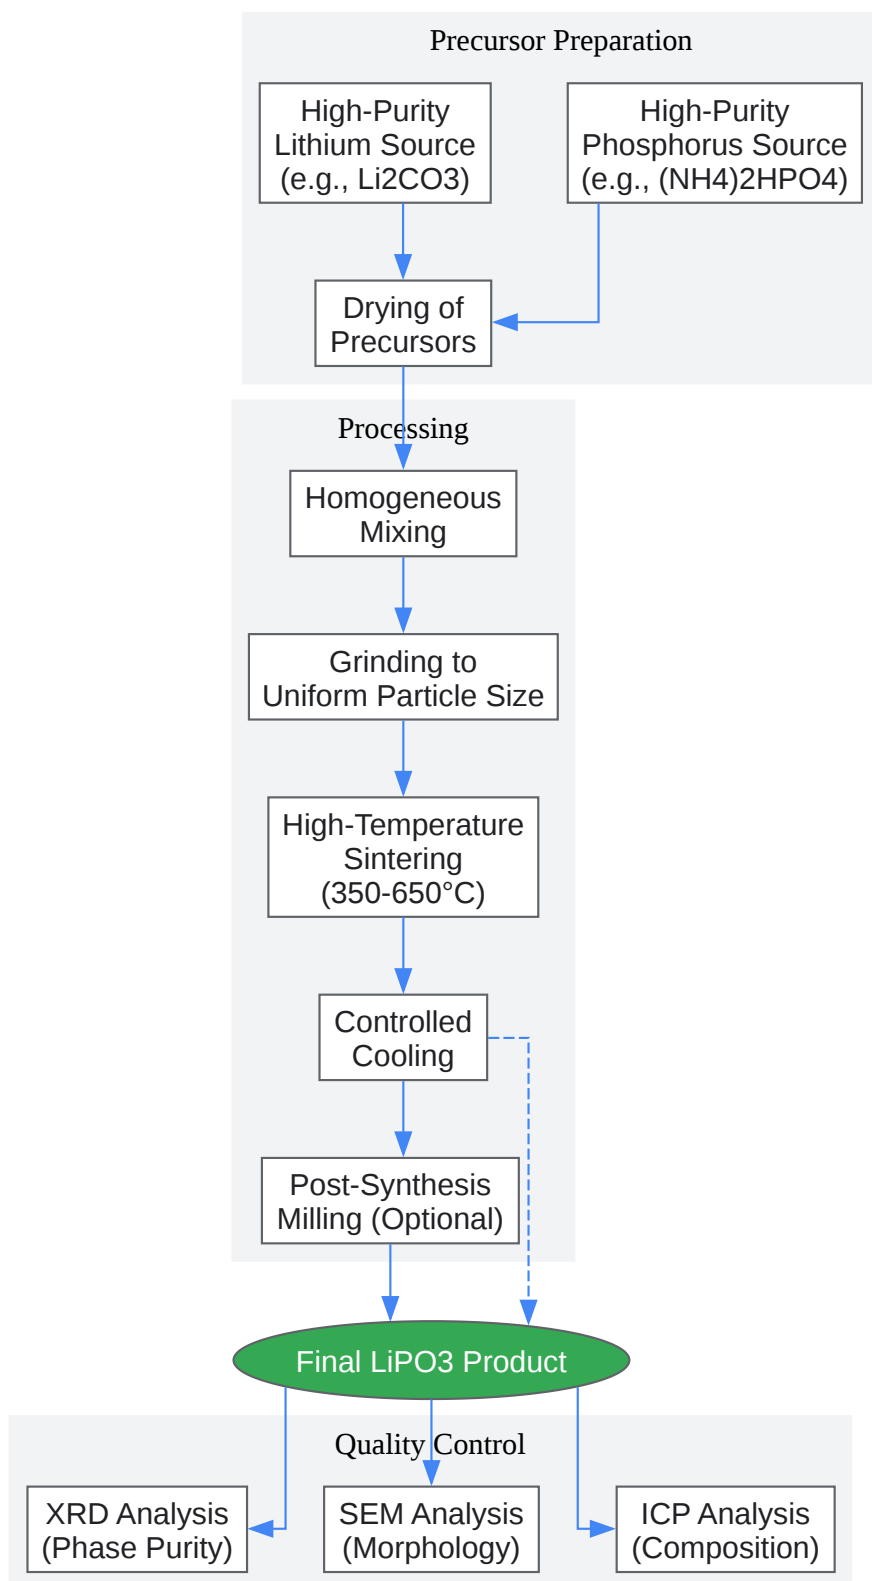 Precursor Preparation
High-Purity
Lithium Source
(e.g., Li2CO3)
High-Purity
Phosphorus Source
(e.g., (NH4)2HPO4)
Drying of
Precursors
Processing
Homogeneous
Mixing
Grinding to
Uniform Particle Size
High-Temperature
Sintering
(350-650°C)
Controlled
Cooling
Post-Synthesis
Milling (Optional)
Final LiPO3 Product
Quality Control
XRD Analysis
(Phase Purity)
SEM Analysis
(Morphology)
ICP Analysis
(Composition)